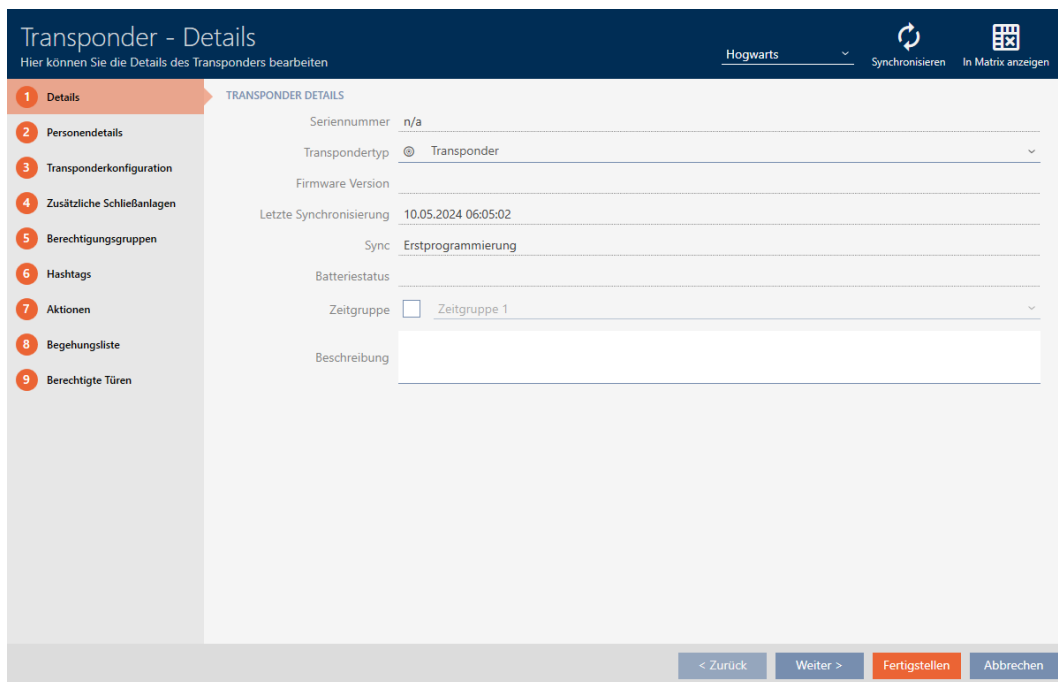 Transponder - Details
Hier können Sie die Details des Transponders bearbeiten
Hogwarts
Synchronisieren
In Matrix anzeigen
1 Details
2 Personendetails
3 Transponderkonfiguration
4 Zusätzliche Schließanlagen
5 Berechtigungsgruppen
6 Hashtags
7 Aktionen
8 Begehungsliste
9 Berechtigte Türen
TRANSPONDER DETAILS
Seriennummer n/a
Transpondertyp Transponder
Firmware Version
Letzte Synchronisierung 10.05.2024 06:05:02
Sync Erstprogrammierung
Batteriestatus
Zeitgruppe Zeitgruppe 1
Beschreibung
< Zurück Weiter > Fertigstellen Abbrechen